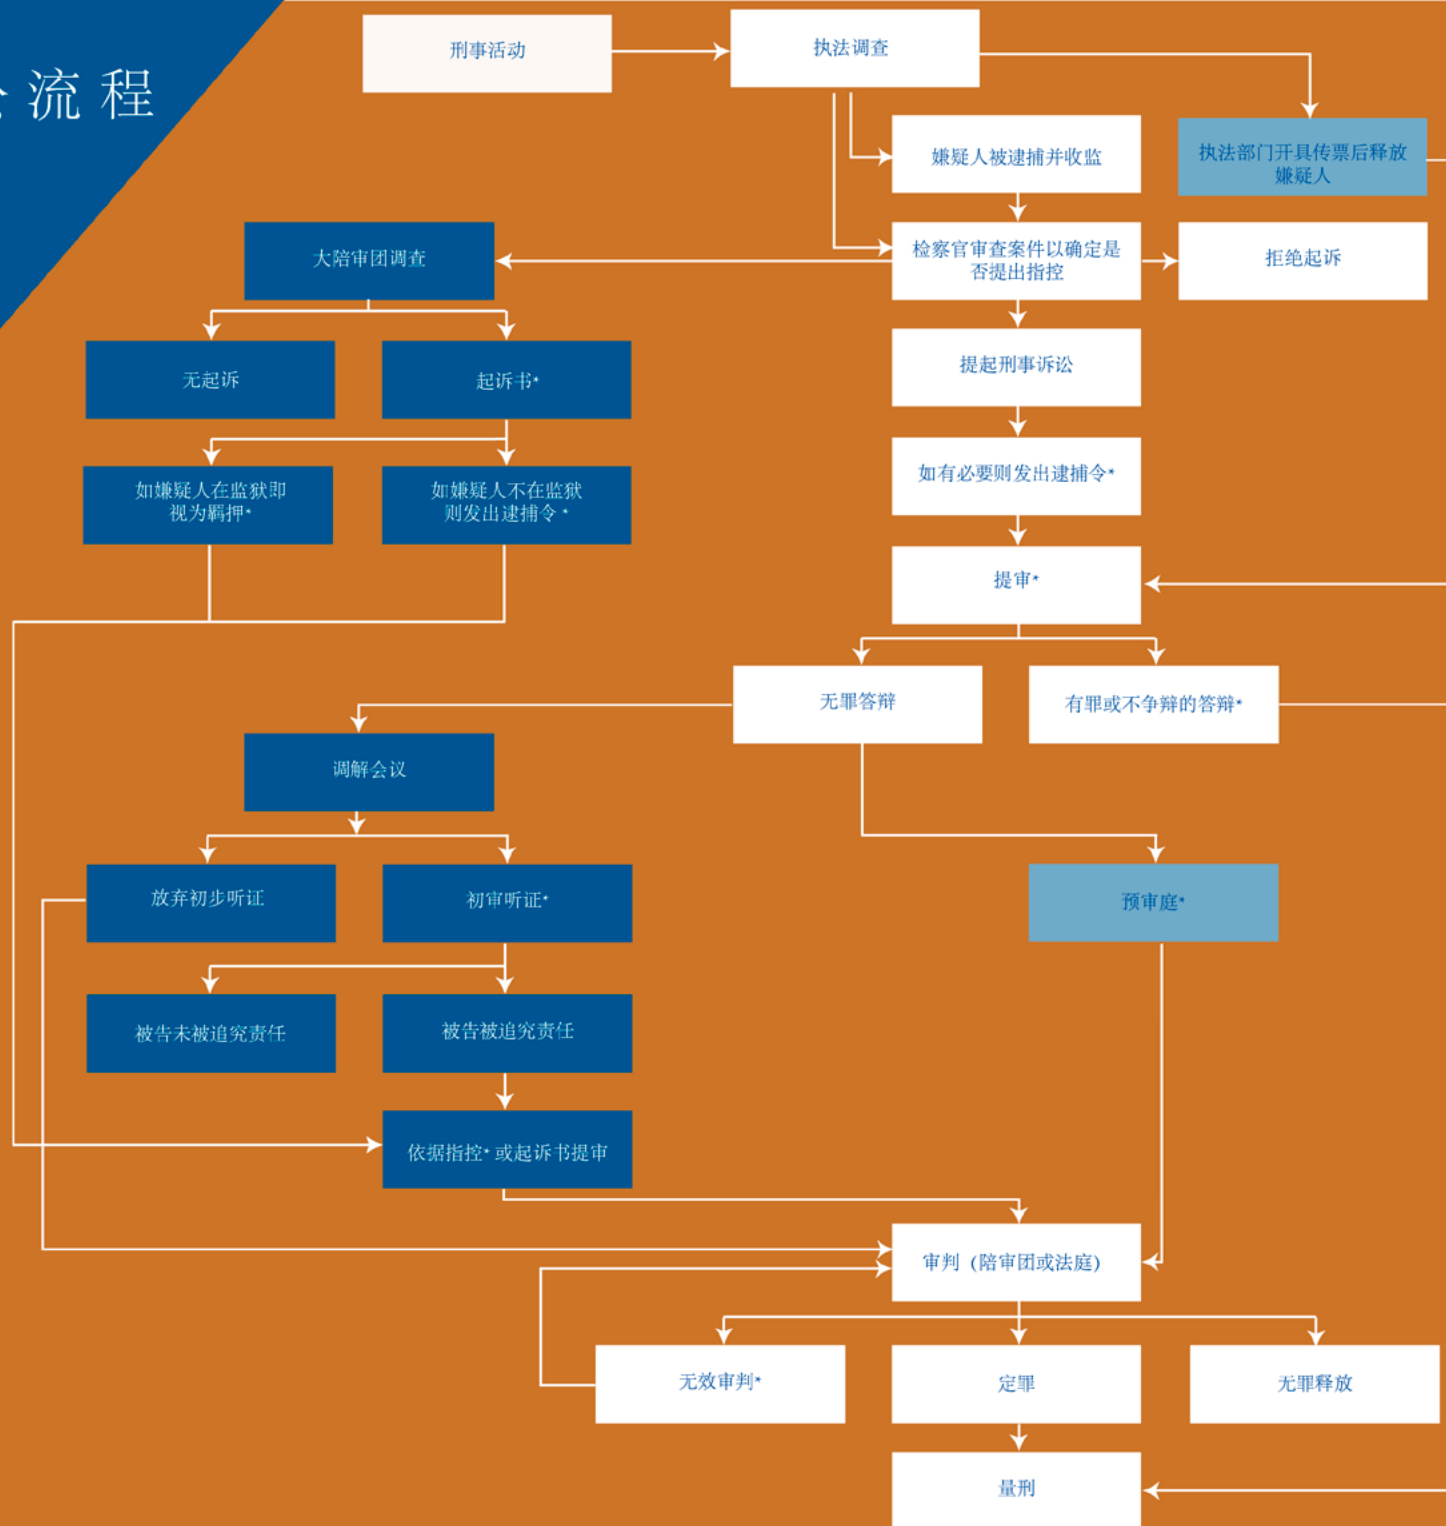 流程
刑事活动
执法调查
嫌疑人被逮捕并收监
执法部门开具传票后释放
嫌疑人
大陪审团调查
检察官审查案件以确定是
否提出指控
拒绝起诉
无起诉
起诉书*
提起刑事诉讼
如嫌疑人在监狱即
视为羁押*
如嫌疑人不在监狱
则发出逮捕令 *
如有必要则发出逮捕令*
提审*
无罪答辩
有罪或不争辩的答辩*
调解会议
放弃初步听证
初审听证*
预审庭*
被告未被追究责任
被告被追究责任
依据指控* 或起诉书提审
审判 (陪审团或法庭)
无效审判*
定罪
无罪释放
量刑